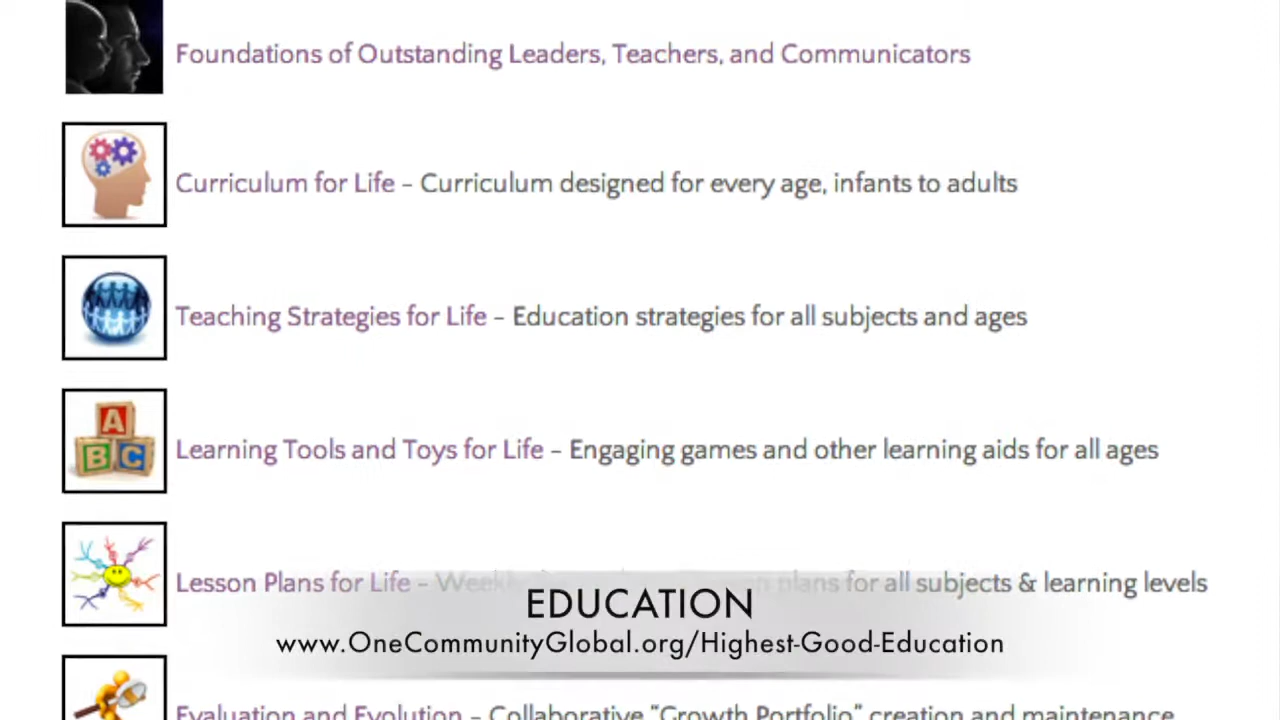 Foundations of Outstanding Leaders, Teachers, and Communicators
Curriculum for Life – Curriculum designed for every age, infants to adults
Teaching Strategies for Life – Education strategies for all subjects and ages
A
B C
Learning Tools and Toys for Life – Engaging games and other learning aids for all ages
Lesson Plans for Life – Weekly plans for all subjects & learning levels
EDUCATION
www.OneCommunityGlobal.org/Highest-Good-Education
Evaluation and Evolution – Collaborative "Growth Portfolio" creation and maintenance